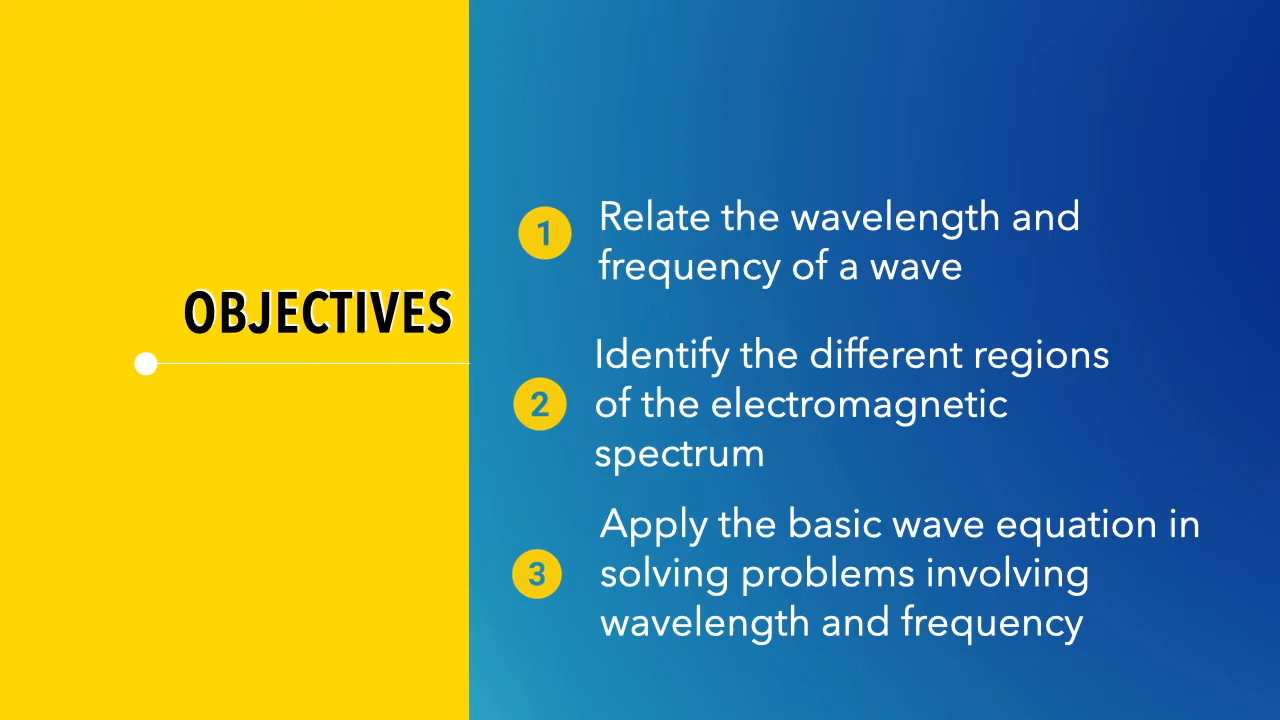 OBJECTIVES
1
Relate the wavelength and
frequency of a wave
2
Identify the different regions
of the electromagnetic
spectrum
3
Apply the basic wave equation in
solving problems involving
wavelength and frequency